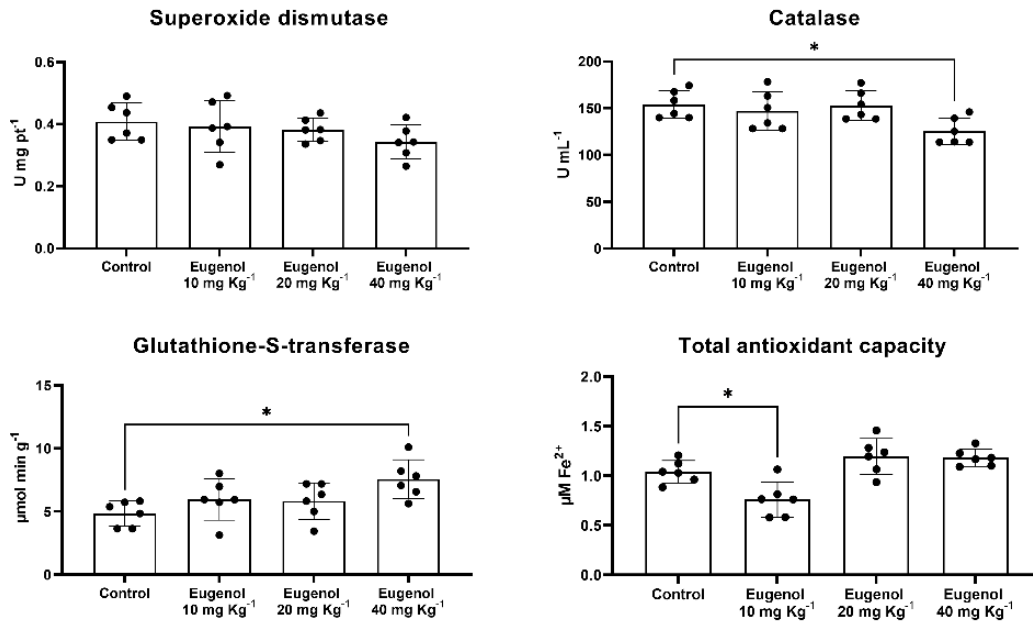 Superoxide dismutase
U mg pt⁻¹
0.6
0.4
0.2
0.0
Control
Eugenol
10 mg Kg⁻¹
Eugenol
20 mg Kg⁻¹
Eugenol
40 mg Kg⁻¹
Catalase
U mL⁻¹
200
150
100
50
0
*
Control
Eugenol
10 mg Kg⁻¹
Eugenol
20 mg Kg⁻¹
Eugenol
40 mg Kg⁻¹
Glutathione-S-transferase
µmol min g⁻¹
15
10
5
0
*
Control
Eugenol
10 mg Kg⁻¹
Eugenol
20 mg Kg⁻¹
Eugenol
40 mg Kg⁻¹
Total antioxidant capacity
µM Fe²⁺
2.0
1.5
1.0
0.5
0.0
*
Control
Eugenol
10 mg Kg⁻¹
Eugenol
20 mg Kg⁻¹
Eugenol
40 mg Kg⁻¹